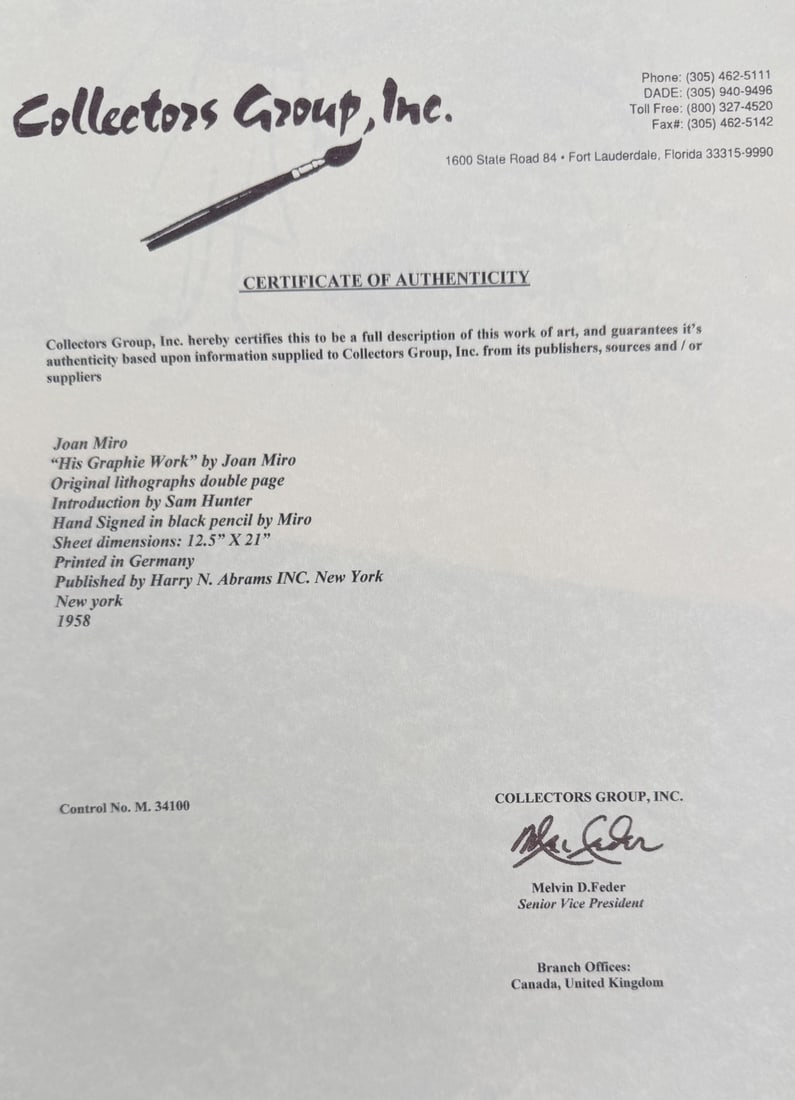 Collectors Group, Inc.
Phone: (305) 462-5111
DADE: (305) 940-9496
Toll Free: (800) 327-4520
Fax#: (305) 462-5142
1600 State Road 84 • Fort Lauderdale, Florida 33315-9990
CERTIFICATE OF AUTHENTICITY
Collectors Group, Inc. hereby certifies this to be a full description of this work of art, and guarantees it's
authenticity based upon information supplied to Collectors Group, Inc. from its publishers, sources and / or
suppliers
Joan Miro
“His Graphie Work” by Joan Miro
Original lithographs double page
Introduction by Sam Hunter
Hand Signed in black pencil by Miro
Sheet dimensions: 12.5” X 21”
Printed in Germany
Published by Harry N. Abrams INC. New York
New york
1958
Control No. M. 34100
COLLECTORS GROUP, INC.
Melvin D.Feder
Senior Vice President
Branch Offices:
Canada, United Kingdom